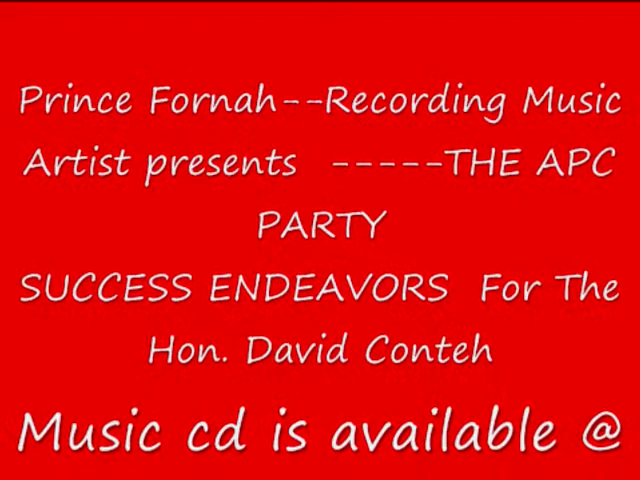 Prince Fornah--Recording Music
Artist presents -----THE APC
PARTY
SUCCESS ENDEAVORS For The
Hon. David Conteh
Music cd is available @